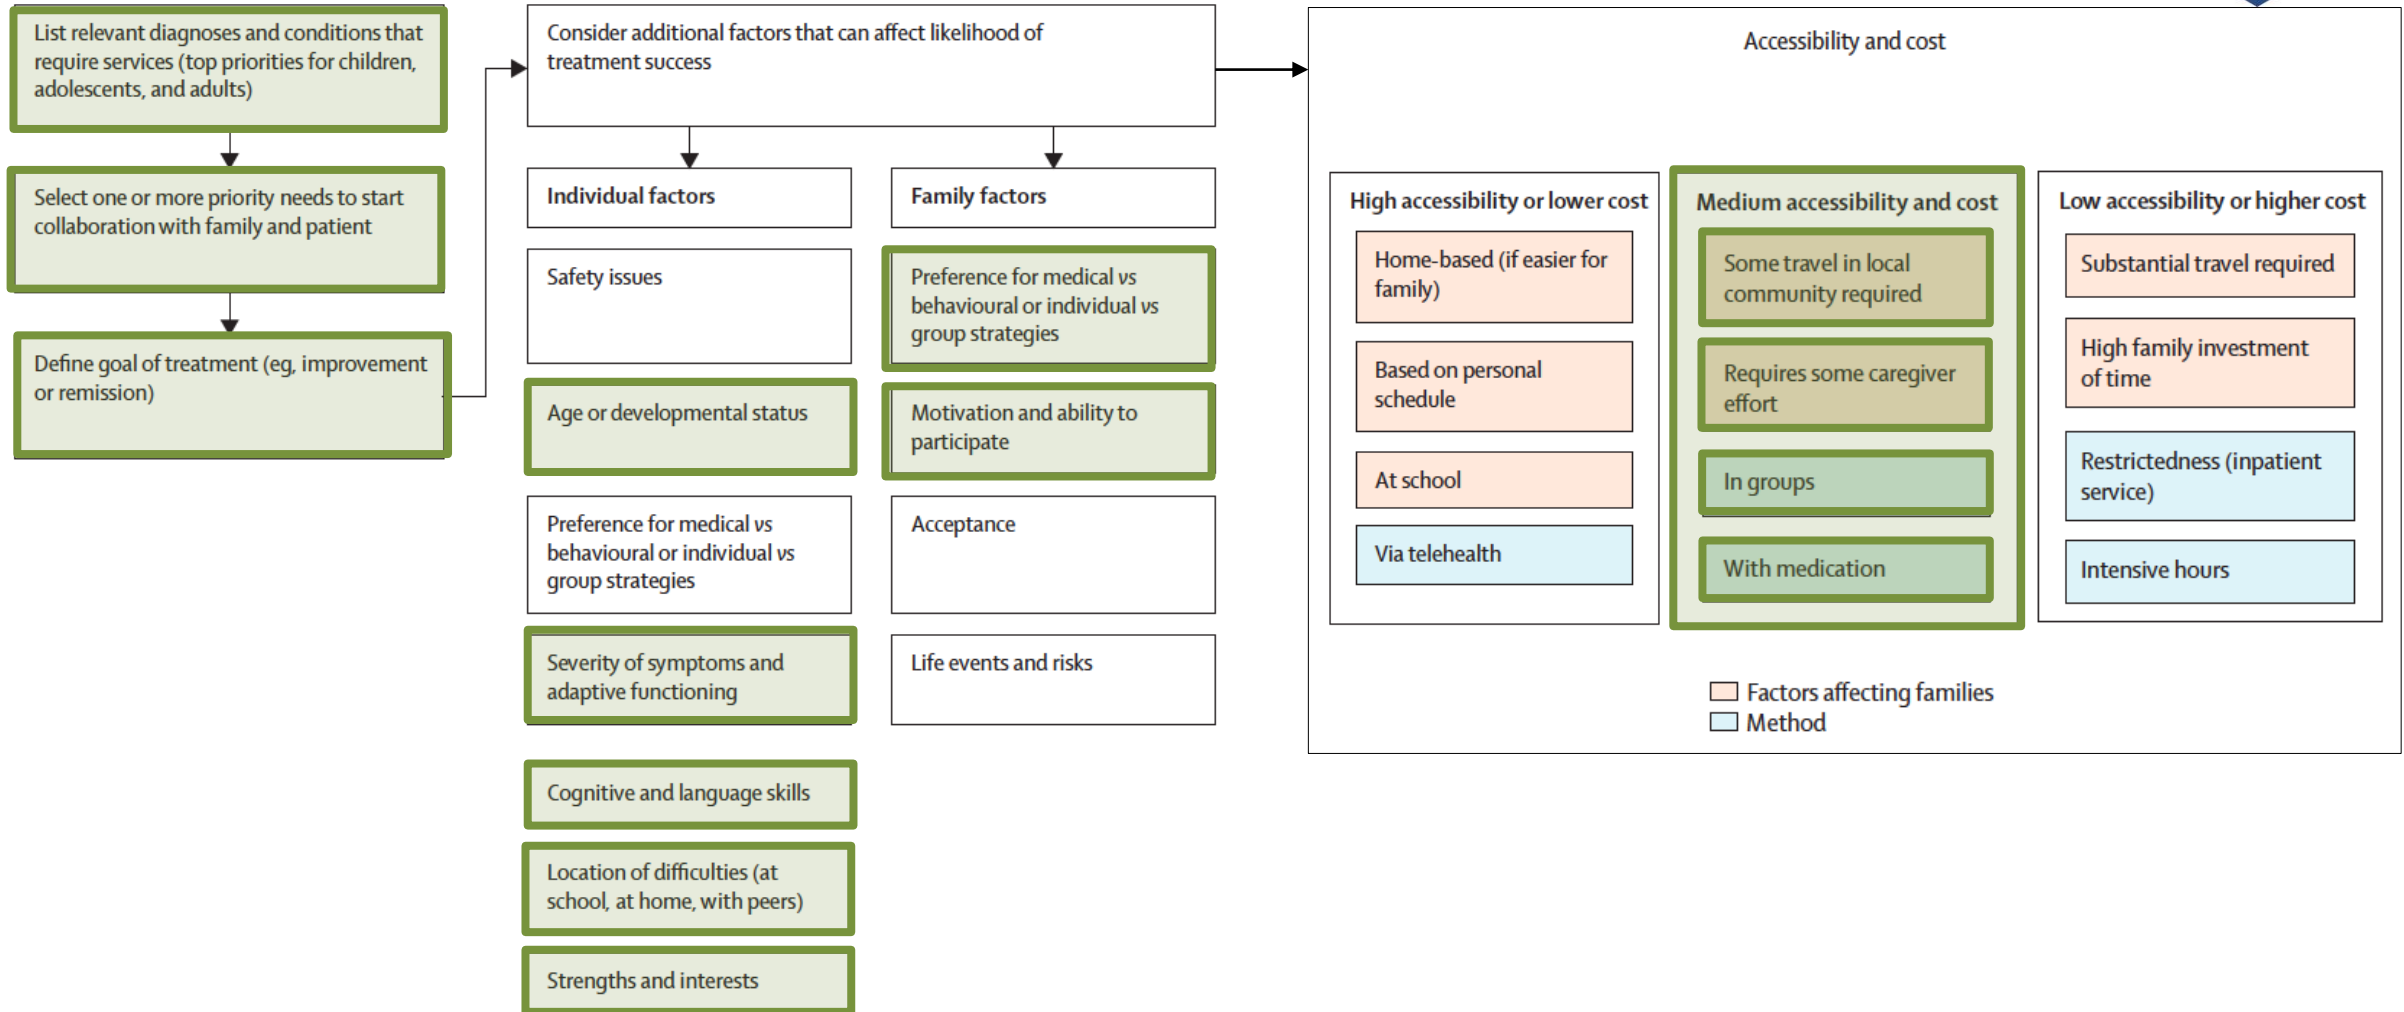 List relevant diagnoses and conditions that
require services (top priorities for children,
adolescents, and adults)
Select one or more priority needs to start
collaboration with family and patient
Define goal of treatment (eg, improvement
or remission)
Consider additional factors that can affect likelihood of
treatment success
Individual factors
Safety issues
Age or developmental status
Preference for medical vs
behavioural or individual vs
group strategies
Severity of symptoms and
adaptive functioning
Cognitive and language skills
Location of difficulties (at
school, at home, with peers)
Strengths and interests
Family factors
Preference for medical vs
behavioural or individual vs
group strategies
Motivation and ability to
participate
Acceptance
Life events and risks
Accessibility and cost
High accessibility or lower cost
Home-based (if easier for
family)
Based on personal
schedule
At school
Via telehealth
Medium accessibility and cost
Some travel in local
community required
Requires some caregiver
effort
In groups
With medication
Low accessibility or higher cost
Substantial travel required
High family investment
of time
Restrictedness (inpatient
service)
Intensive hours
Factors affecting families
Method